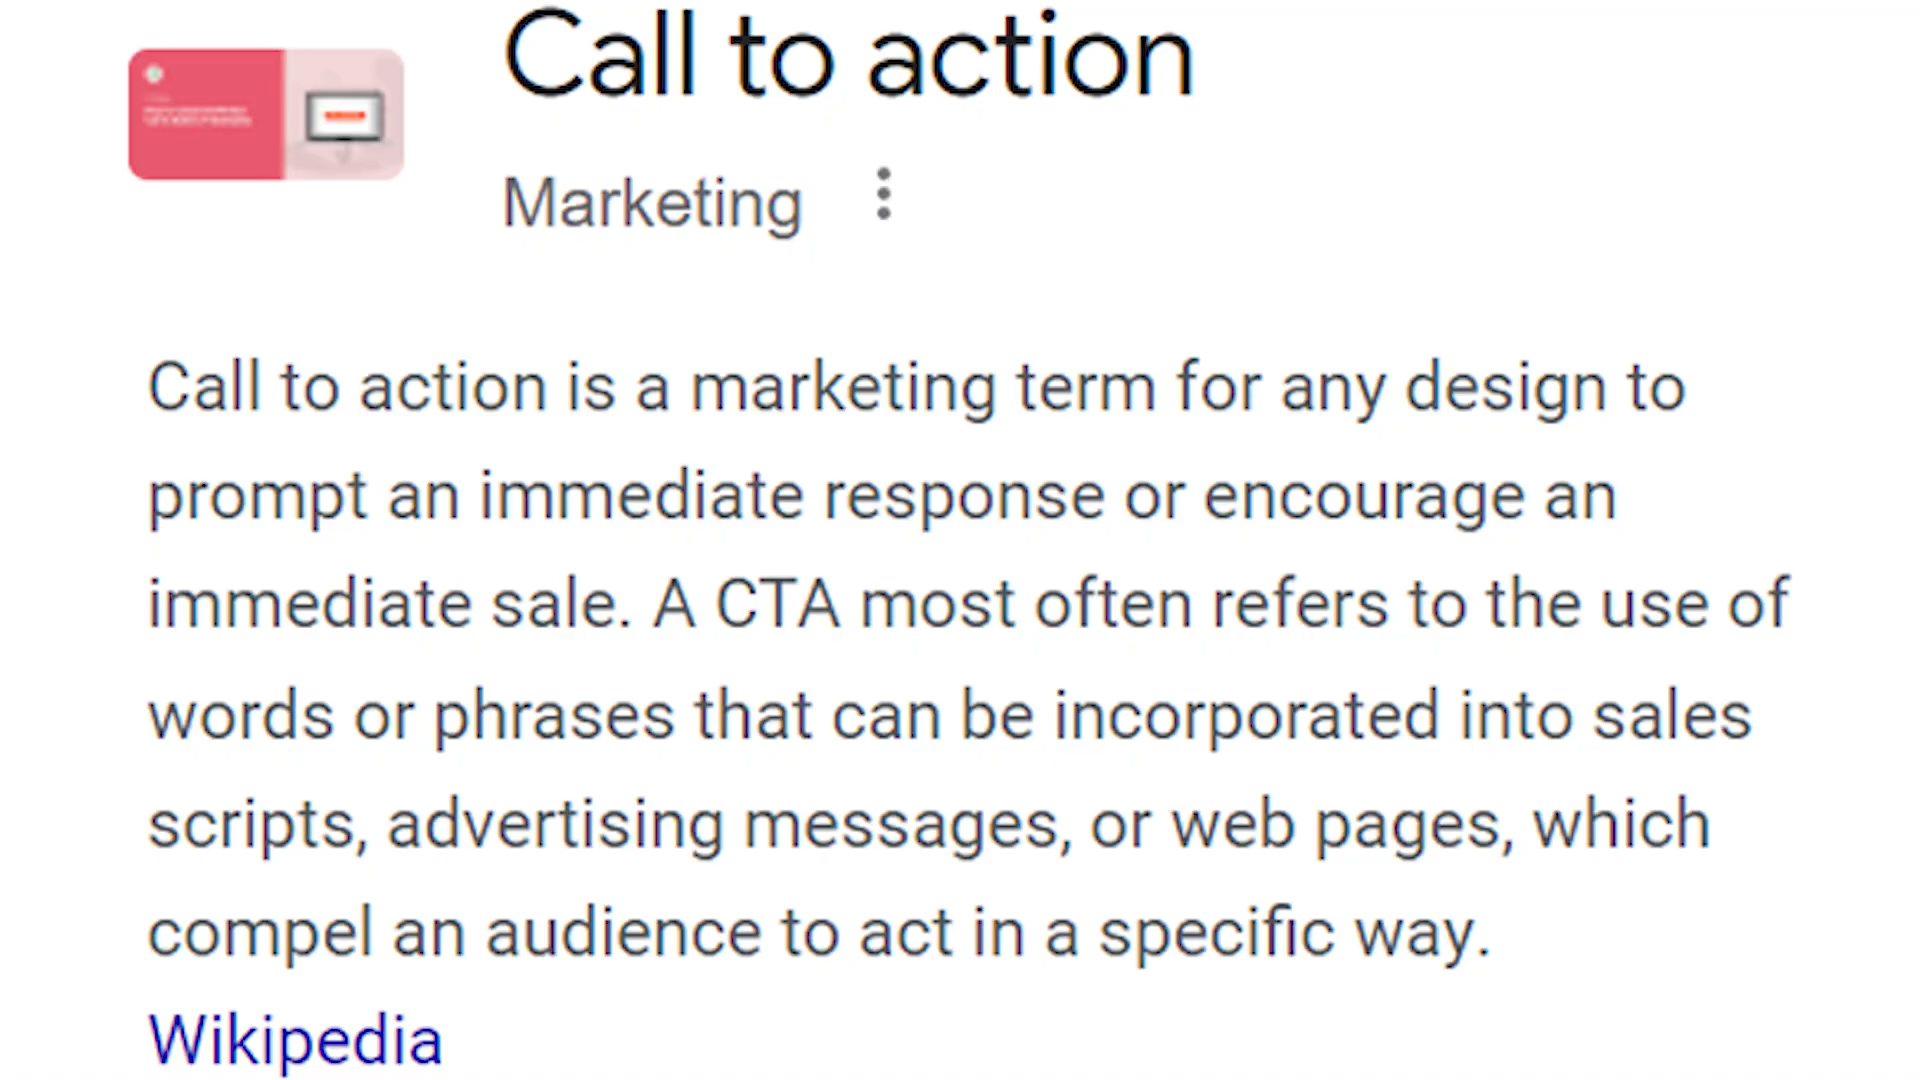 Call to action
Marketing
Call to action is a marketing term for any design to
prompt an immediate response or encourage an
immediate sale. A CTA most often refers to the use of
words or phrases that can be incorporated into sales
scripts, advertising messages, or web pages, which
compel an audience to act in a specific way.
Wikipedia